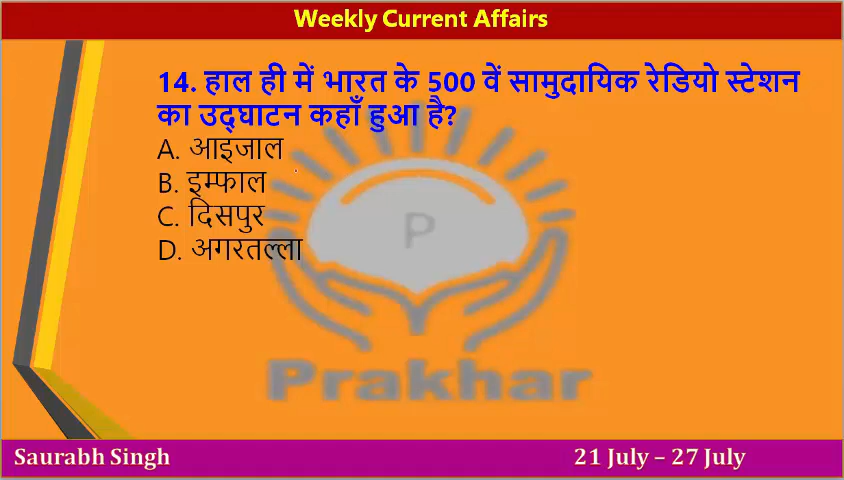 Weekly Current Affairs
14. हाल ही में भारत के 500 वें सामुदायिक रेडियो स्टेशन
का उद्घाटन कहाँ हुआ है?
A. आइजाल
B. इम्फाल
C. दिसपुर
D. अगरतल्ला
P
Prakhar
Saurabh Singh
21 July – 27 July